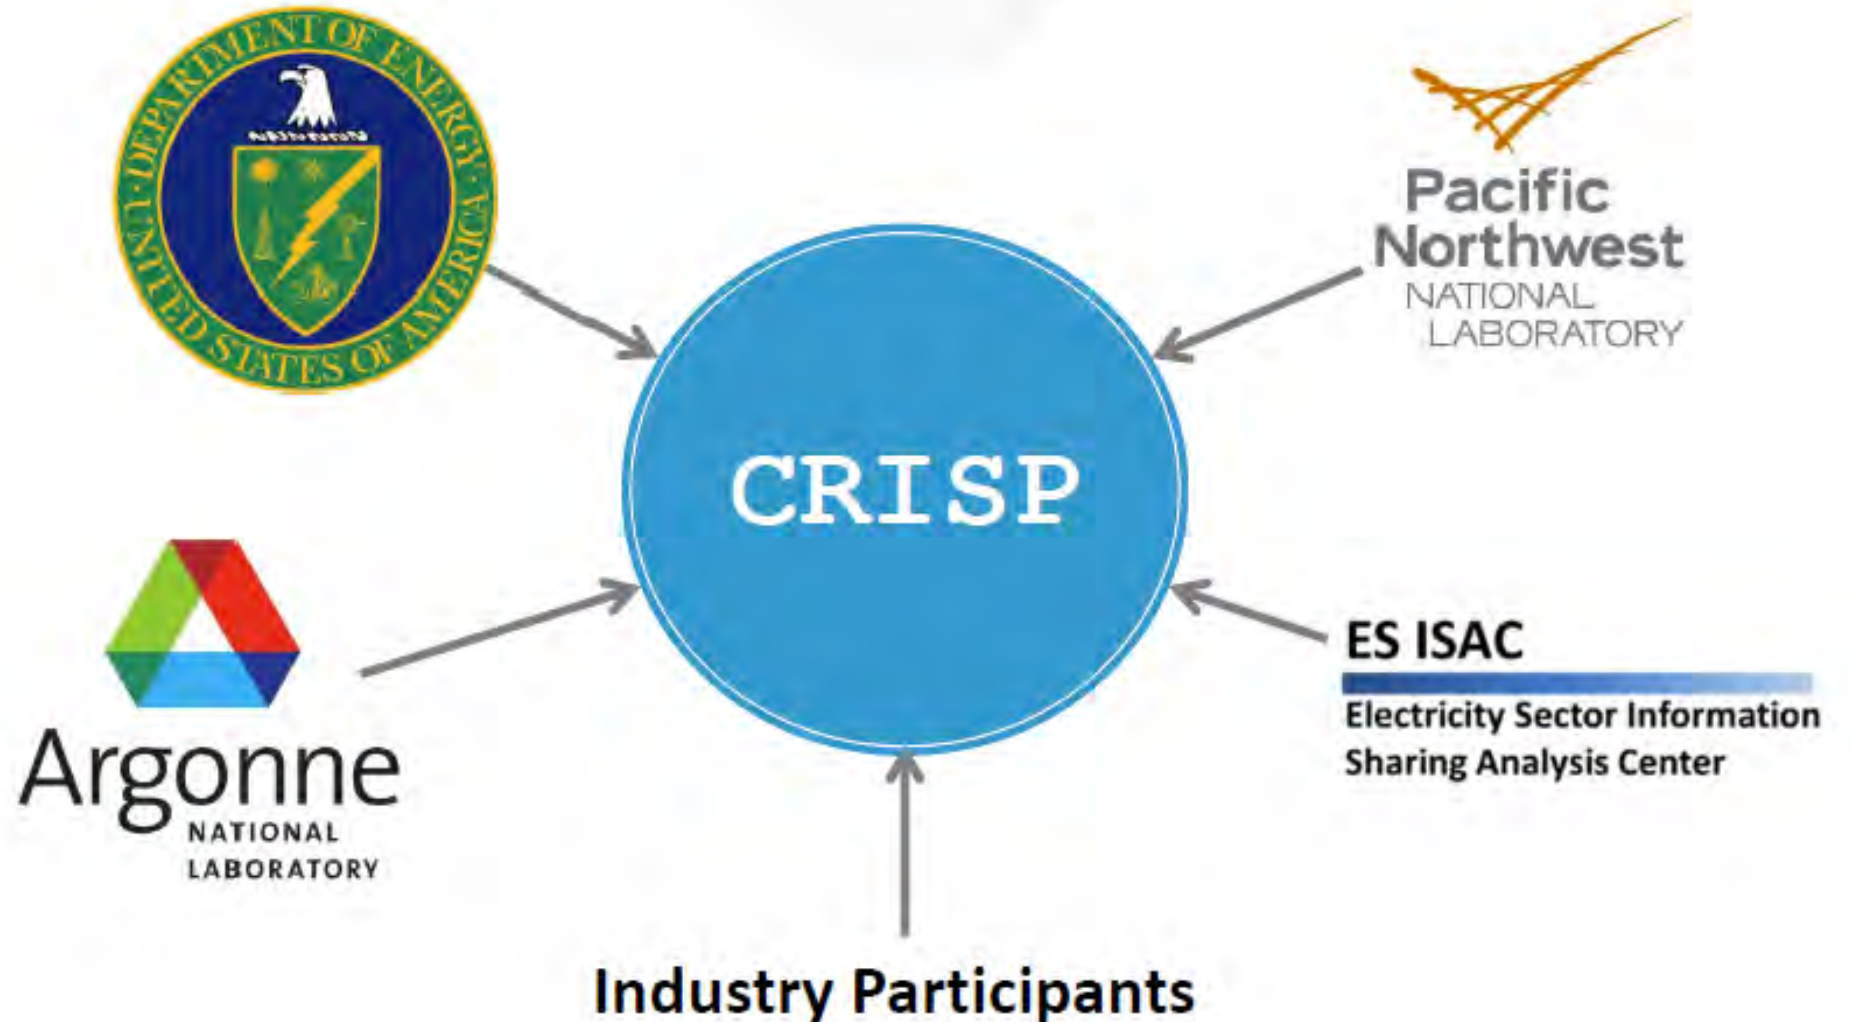 DEPARTMENT OF ENERGY
UNITED STATES OF AMERICA
Pacific
Northwest
NATIONAL
LABORATORY
CRISP
Argonne
NATIONAL
LABORATORY
ES ISAC
Electricity Sector Information
Sharing Analysis Center
Industry Participants